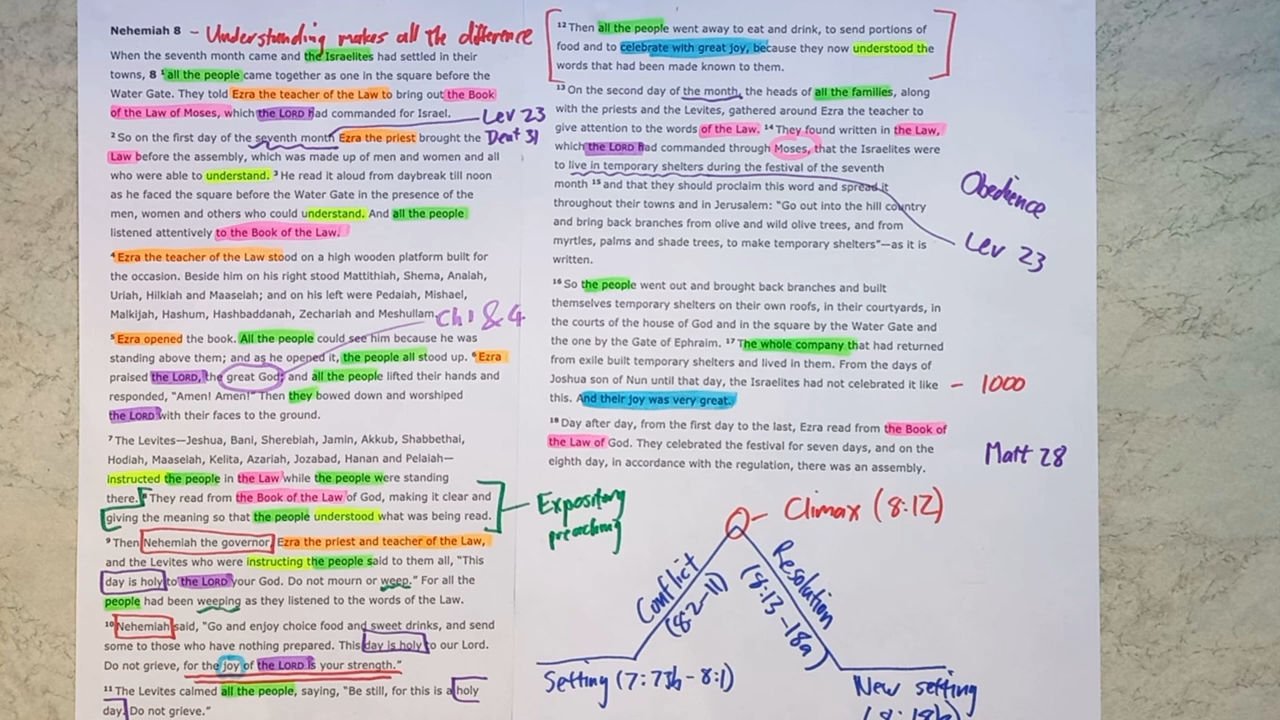 Nehemiah 8 - Understanding makes all the difference
When the seventh month came and the Israelites had settled in their
towns, 8 1 all the people came together as one in the square before the
Water Gate. They told Ezra the teacher of the Law to bring out the Book
of the Law of Moses, which the LORD had commanded for Israel.
Lev 23
2 So on the first day of the seventh month Ezra the priest brought the
Deut 31
Law before the assembly, which was made up of men and women and all
who were able to understand. 3 He read it aloud from daybreak till noon
as he faced the square before the Water Gate in the presence of the
men, women and others who could understand. And all the people
listened attentively to the Book of the Law.
4 Ezra the teacher of the Law stood on a high wooden platform built for
the occasion. Beside him on his right stood Mattithiah, Shema, Anaiah,
Uriah, Hilkiah and Maaseiah; and on his left were Pedaiah, Mishael,
Malkijah, Hashum, Hashbaddanah, Zechariah and Meshullam.
Ch 1 & 4
5 Ezra opened the book. All the people could see him because he was
standing above them; and as he opened it, the people all stood up. 6 Ezra
praised the LORD, the great God; and all the people lifted their hands and
responded, "Amen! Amen!" Then they bowed down and worshiped
the LORD with their faces to the ground.
7 The Levites—Jeshua, Bani, Sherebiah, Jamin, Akkub, Shabbethai,
Hodiah, Maaseiah, Kelita, Azariah, Jozabad, Hanan and Pelaiah—
instructed the people in the Law while the people were standing
there. 8 They read from the Book of the Law of God, making it clear and
giving the meaning so that the people understood what was being read.
Expository
preaching
9 Then Nehemiah the governor, Ezra the priest and teacher of the Law,
and the Levites who were instructing the people said to them all, "This
day is holy to the LORD your God. Do not mourn or weep." For all the
people had been weeping as they listened to the words of the Law.
10 Nehemiah said, "Go and enjoy choice food and sweet drinks, and send
some to those who have nothing prepared. This day is holy to our Lord.
Do not grieve, for the joy of the LORD is your strength."
11 The Levites calmed all the people, saying, "Be still, for this is a holy
day. Do not grieve."
12 Then all the people went away to eat and drink, to send portions of
food and to celebrate with great joy, because they now understood the
words that had been made known to them.
13 On the second day of the month, the heads of all the families, along
with the priests and the Levites, gathered around Ezra the teacher to
give attention to the words of the Law. 14 They found written in the Law,
which the LORD had commanded through Moses, that the Israelites were
to live in temporary shelters during the festival of the seventh
month 15 and that they should proclaim this word and spread it
throughout their towns and in Jerusalem: "Go out into the hill country
and bring back branches from olive and wild olive trees, and from
myrtles, palms and shade trees, to make temporary shelters"—as it is
written.
Obedience
Lev 23
16 So the people went out and brought back branches and built
themselves temporary shelters on their own roofs, in their courtyards, in
the courts of the house of God and in the square by the Water Gate and
the one by the Gate of Ephraim. 17 The whole company that had returned
from exile built temporary shelters and lived in them. From the days of
Joshua son of Nun until that day, the Israelites had not celebrated it like - 1000
this. And their joy was very great.
18 Day after day, from the first day to the last, Ezra read from the Book of
the Law of God. They celebrated the festival for seven days, and on the
eighth day, in accordance with the regulation, there was an assembly.
Matt 28
Climax (8:12)
Conflict
(8:2-11)
Resolution
(8:13-18a)
Setting (7:73b-8:1)
New setting
(8:18b)